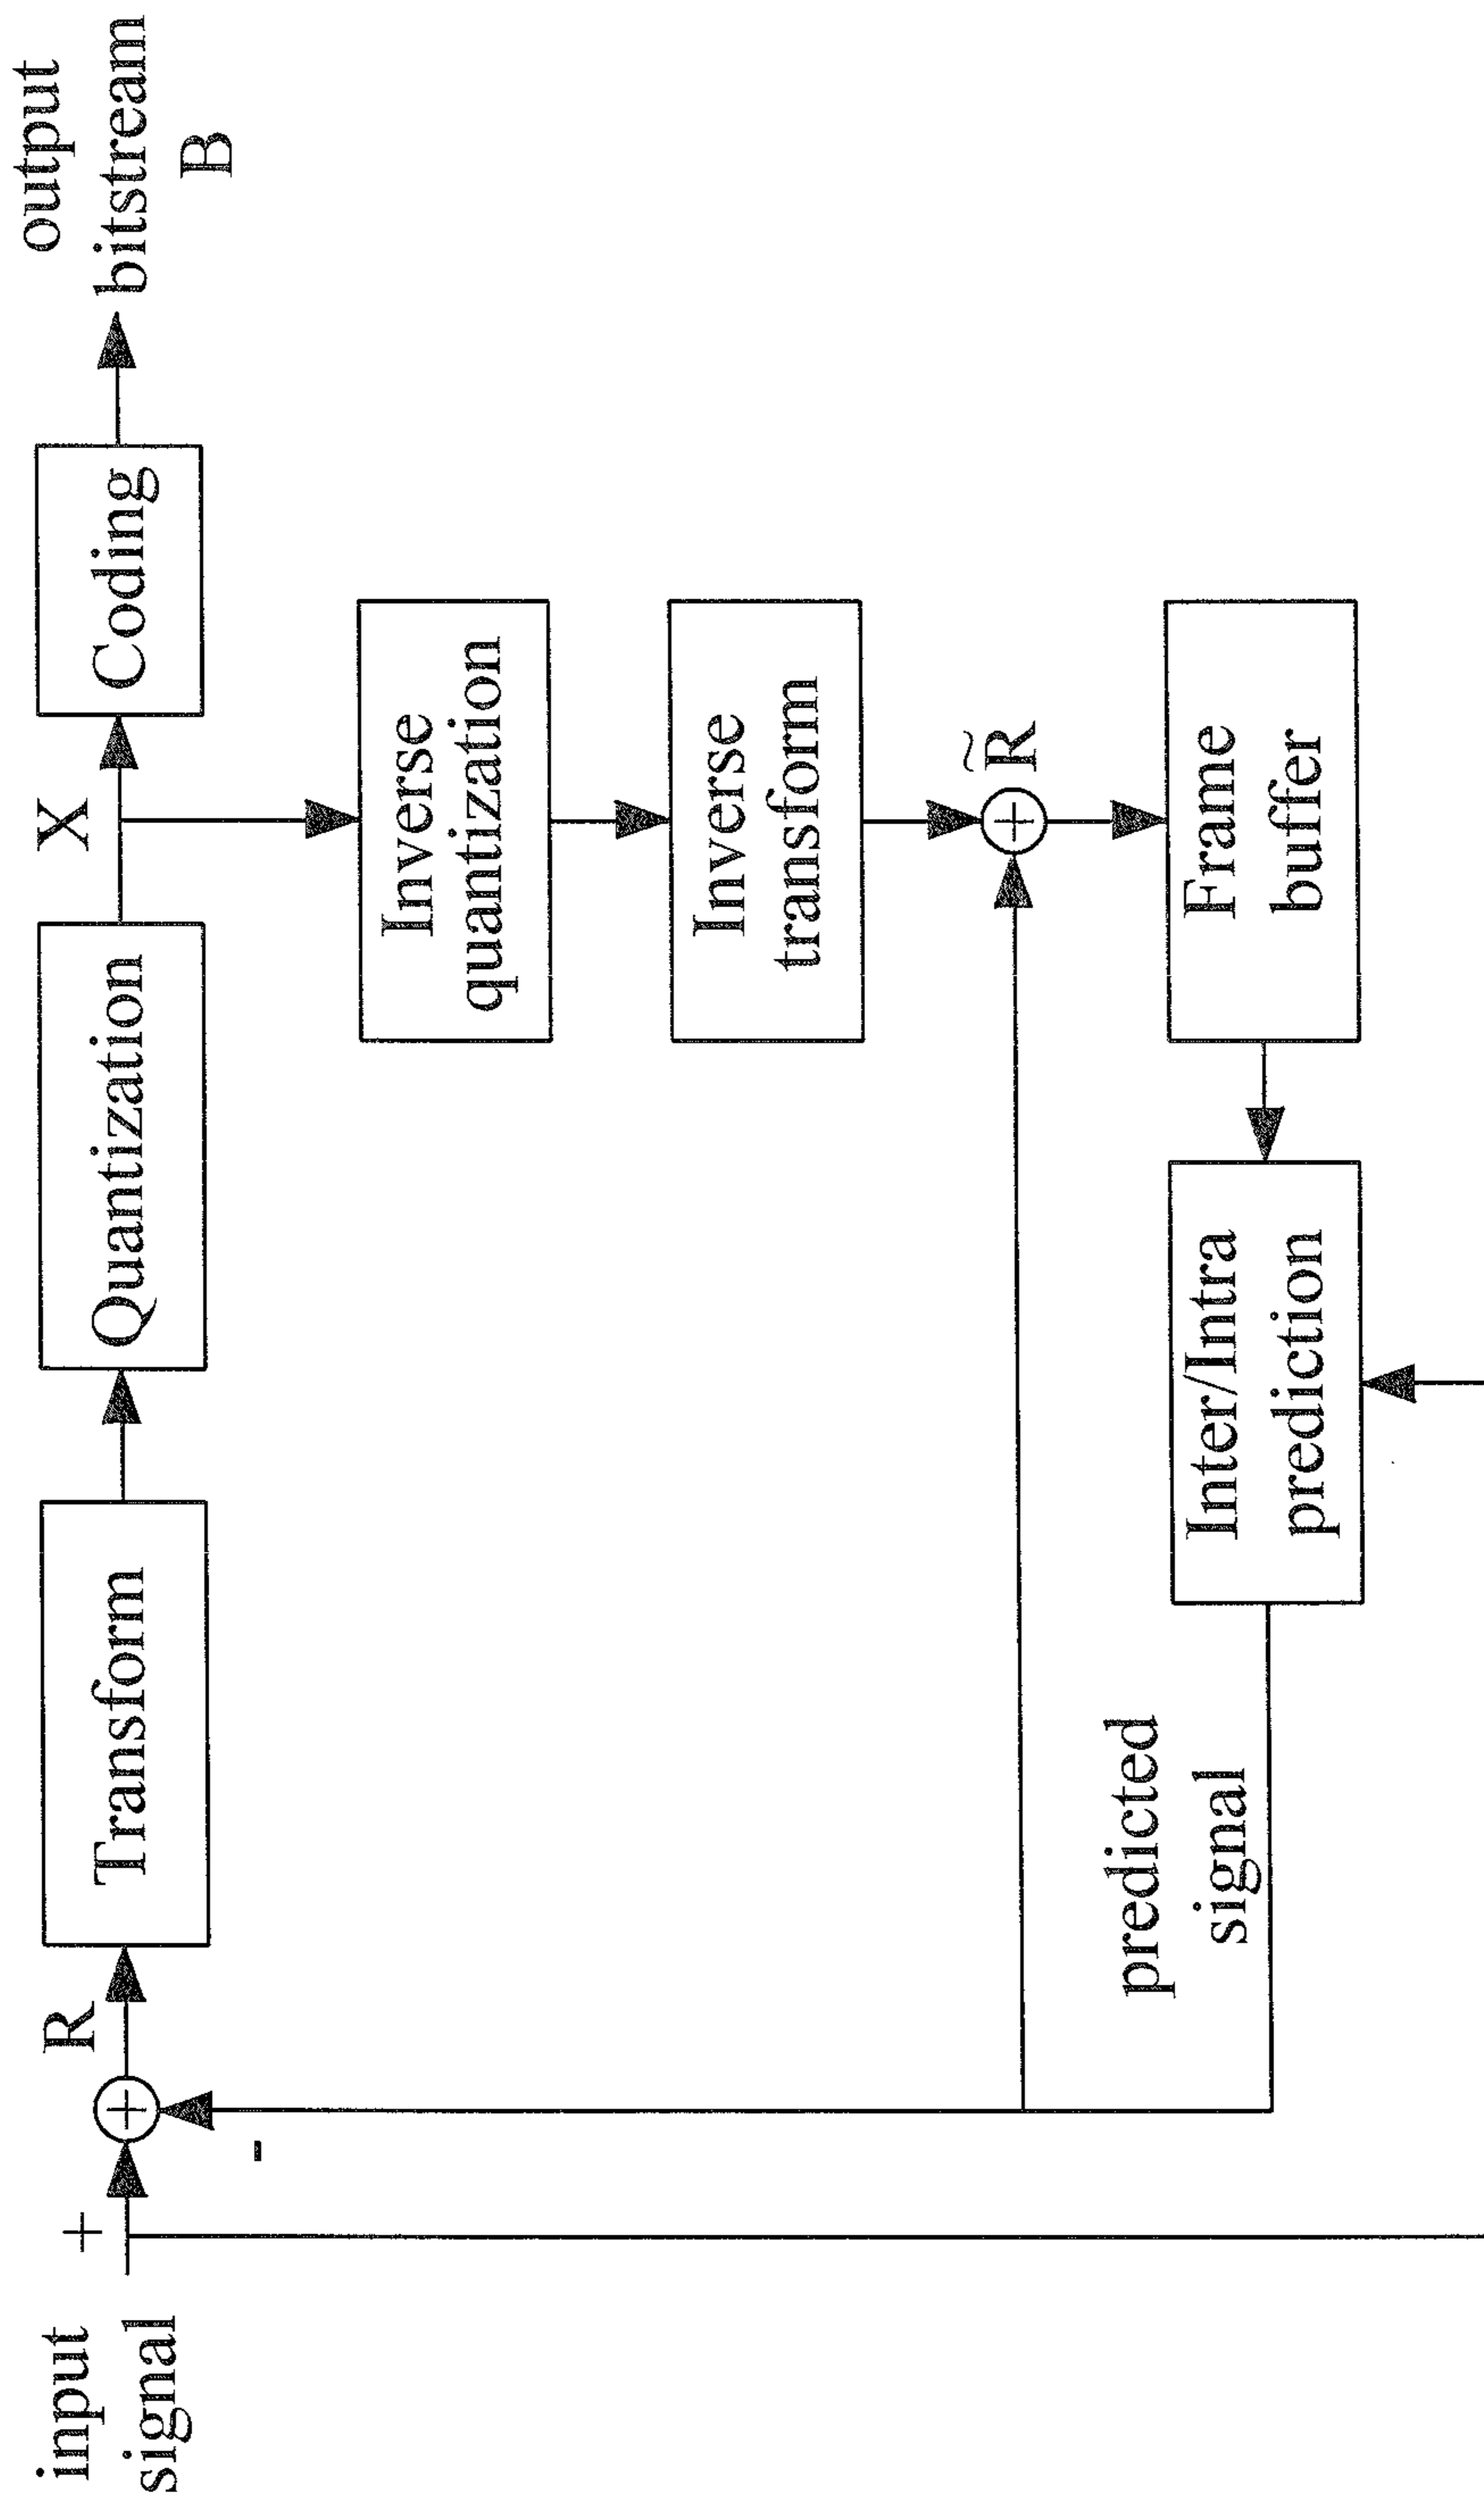 input
signal
+
-
R
Transform
Quantization
X
Coding
output
bitstream
B
Inverse
quantization
Inverse
transform
R̃
Frame
buffer
Inter/Intra
prediction
predicted
signal